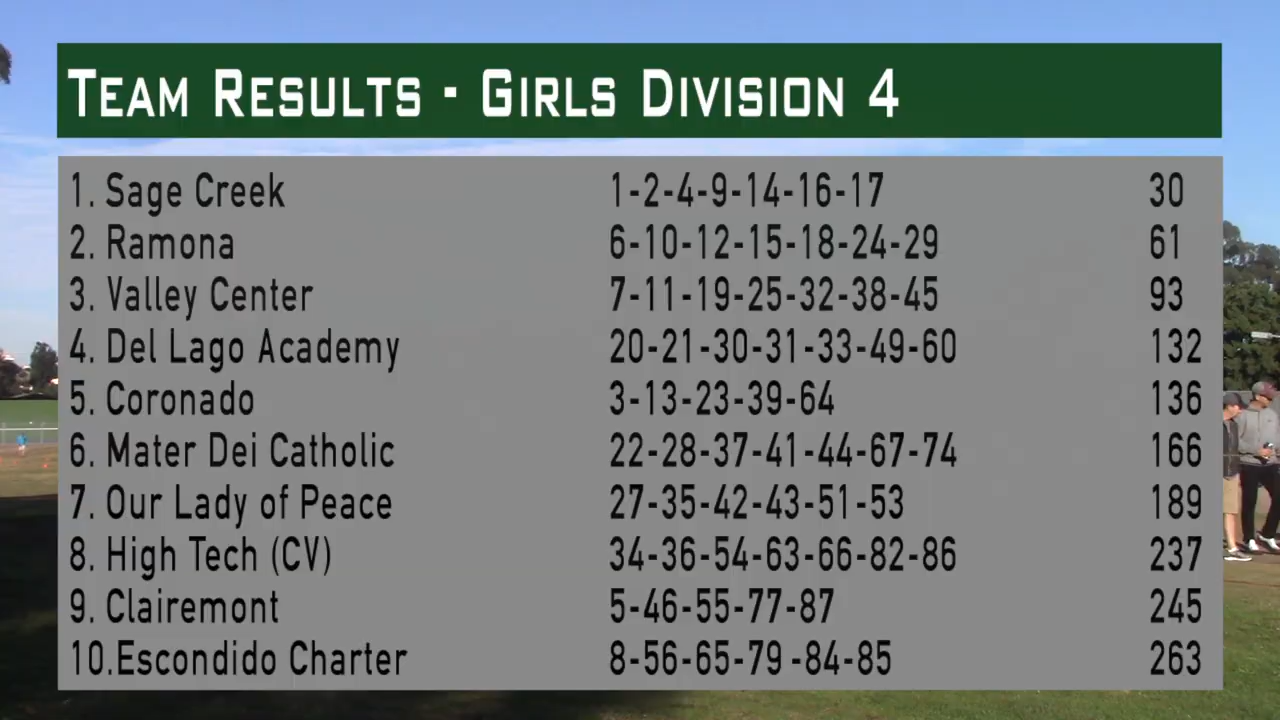 TEAM RESULTS - GIRLS DIVISION 4
1. Sage Creek 1-2-4-9-14-16-17 30
2. Ramona 6-10-12-15-18-24-29 61
3. Valley Center 7-11-19-25-32-38-45 93
4. Del Lago Academy 20-21-30-31-33-49-60 132
5. Coronado 3-13-23-39-64 136
6. Mater Dei Catholic 22-28-37-41-44-67-74 166
7. Our Lady of Peace 27-35-42-43-51-53 189
8. High Tech (CV) 34-36-54-63-66-82-86 237
9. Clairemont 5-46-55-77-87 245
10.Escondido Charter 8-56-65-79 -84-85 263